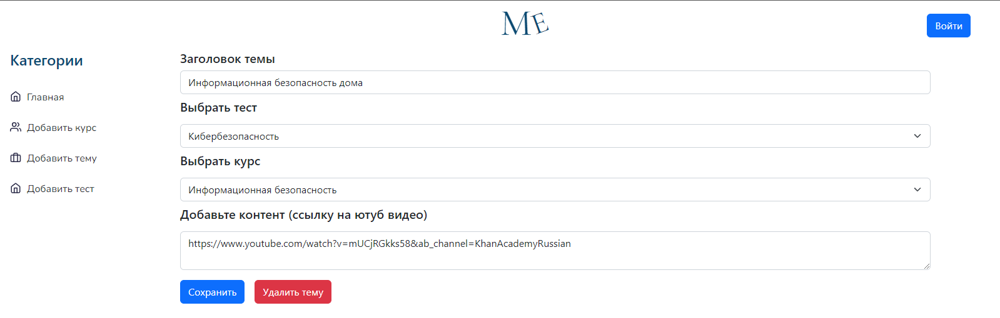 ME
Войти
Категории
Главная
Добавить курс
Добавить тему
Добавить тест
Заголовок темы
Информационная безопасность дома
Выбрать тест
Кибербезопасность
Выбрать курс
Информационная безопасность
Добавьте контент (ссылку на ютуб видео)
https://www.youtube.com/watch?v=mUCjRGkks58&ab_channel=KhanAcademyRussian
Сохранить
Удалить тему